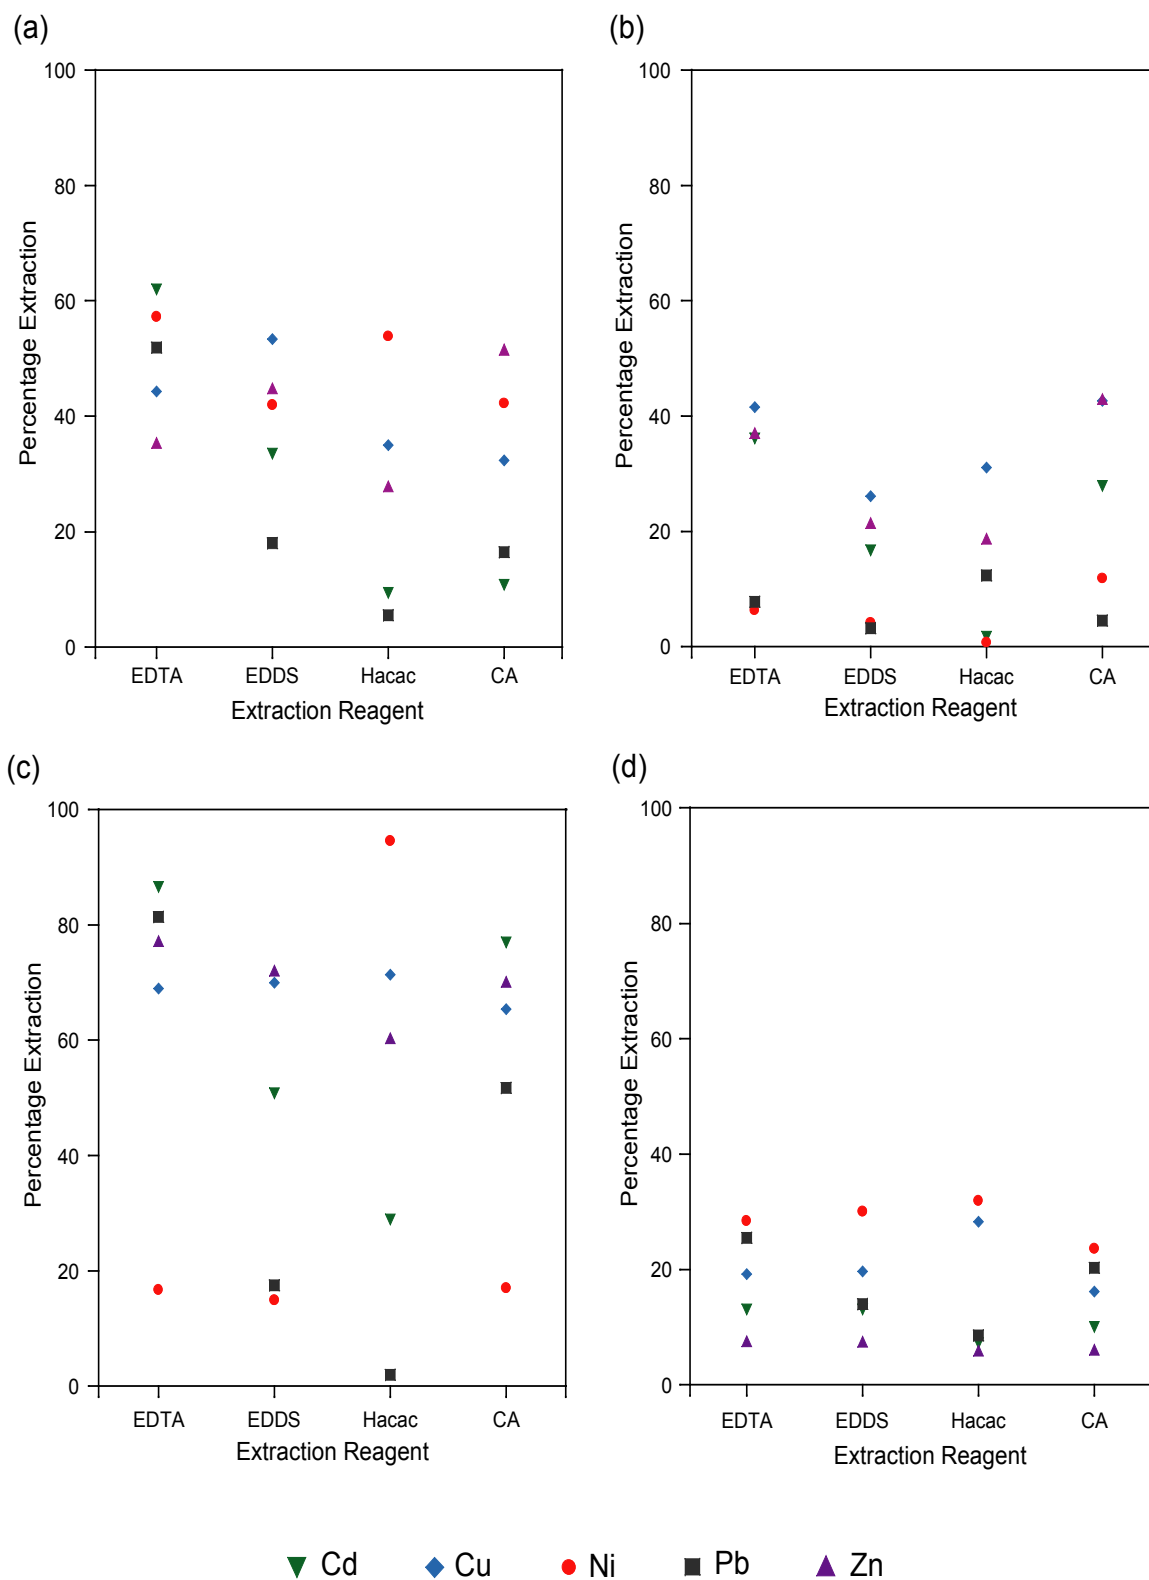 (a)
100
80
60
40
20
0
Percentage Extraction
EDTA EDDS Hacac CA
Extraction Reagent
(b)
100
80
60
40
20
0
Percentage Extraction
EDTA EDDS Hacac CA
Extraction Reagent
(c)
100
80
60
40
20
0
Percentage Extraction
EDTA EDDS Hacac CA
Extraction Reagent
(d)
100
80
60
40
20
0
Percentage Extraction
EDTA EDDS Hacac CA
Extraction Reagent
Cd Cu Ni Pb Zn